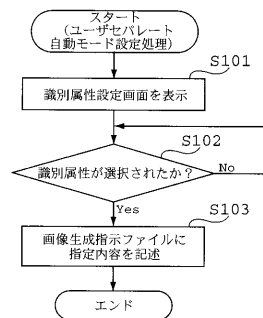 スタート
(ユーザセパレート
自動モード設定処理)
S101
識別属性設定画面を表示
S102
識別属性が選択されたか?
No
Yes
S103
画像生成指示ファイルに
指定内容を記述
エンド